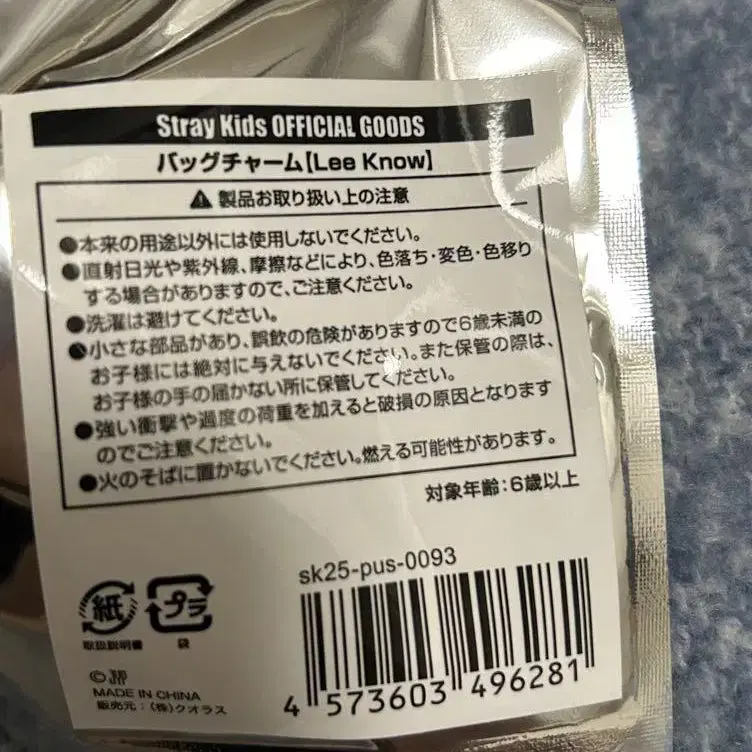 Stray Kids OFFICIAL GOODS
バッグチャーム【Lee Know】
⚠ 製品お取り扱い上の注意
●本来の用途以外には使用しないでください。
●直射日光や紫外線、摩擦などにより、色落ち・変色・色移り
する場合がありますので、ご注意ください。
●洗濯は避けてください。
●小さな部品があり、誤飲の危険がありますので6歳未満の
お子様には絶対に与えないでください。また保管の際は、
お子様の手の届かない所に保管してください。
●強い衝撃や過度の荷重を加えると破損の原因となります
のでご注意ください。
●火のそばに置かないでください。燃える可能性があります。
対象年齢：6歳以上
sk25-pus-0093
紙
プラ
取扱説明書
袋
©JYP
MADE IN CHINA
販売元：（株）クオラス
4 573603 496281